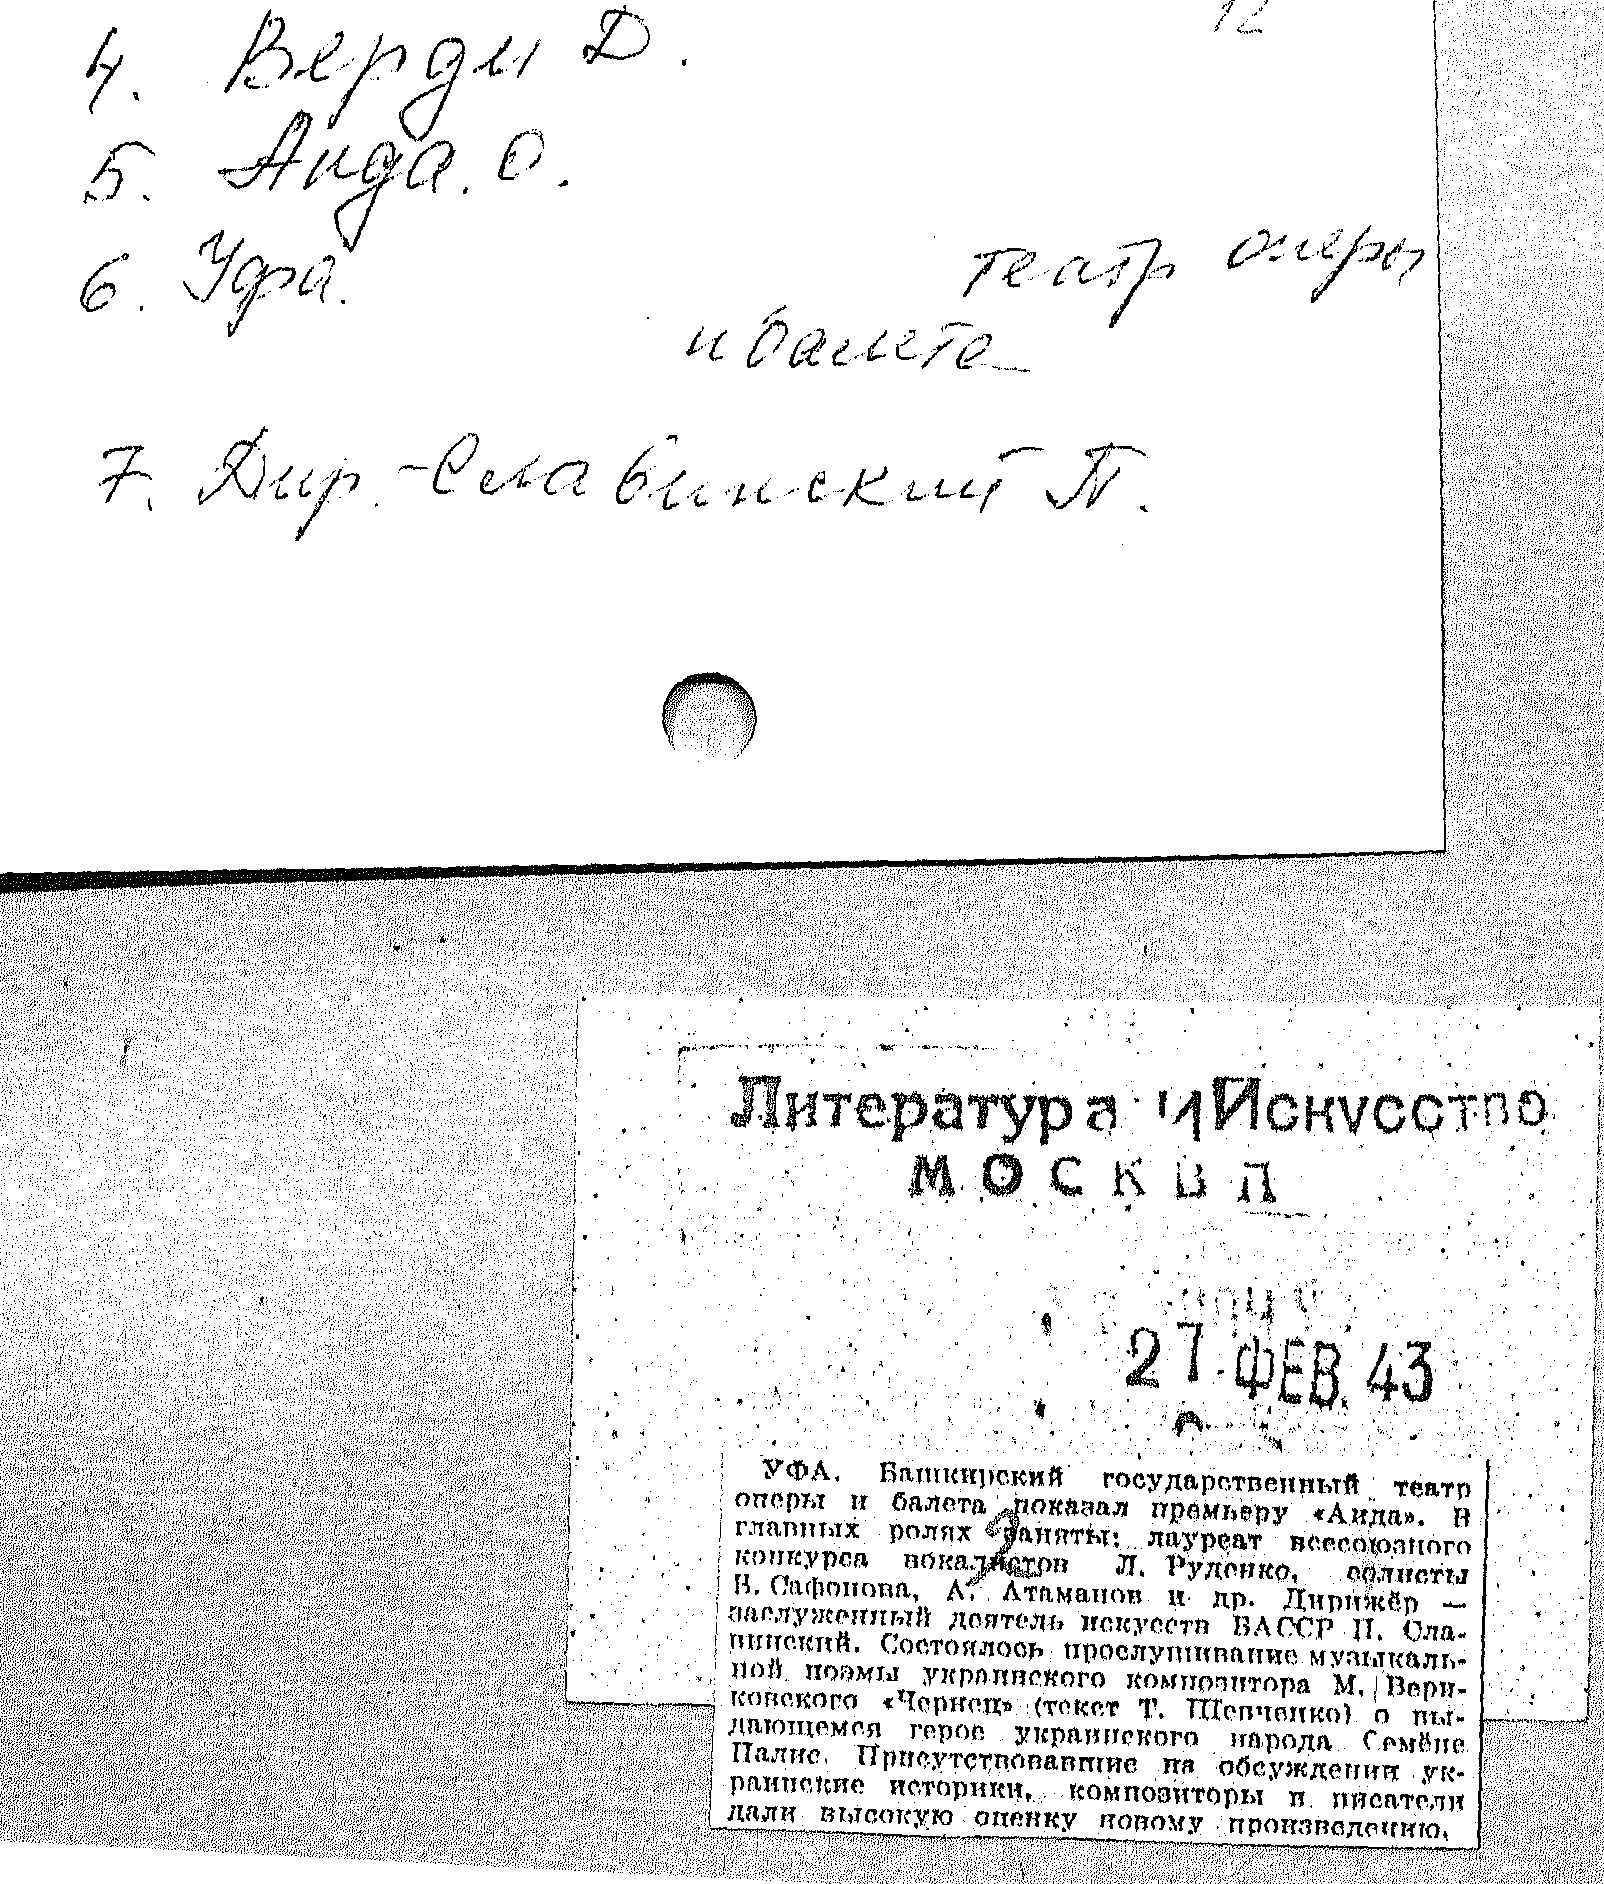 12
4. Верди Д.
5. Аида. О.
6. Уфа. театр оперы
и балета
7. Дир. - Славинский П.
Литература и Искусство
МОСКВА
27 ФЕВ. 43
УФА. Башкирский государственный театр
оперы и балета показал премьеру «Аида». В
главных ролях заняты: лауреат всесоюзного
конкурса вокалистов Л. Руденко, солисты
В. Сафонова, А. Атаманов и др. Дирижёр —
заслуженный деятель искусств БАССР П. Сла-
винский. Состоялось прослушивание музыкаль-
ной поэмы украинского композитора М. Вери-
ковского «Чернец» (текст Т. Шевченко) о вы-
дающемся герое украинского народа Семёне
Палие. Присутствовавшие на обсуждении ук-
раинские историки, композиторы и писатели
дали высокую оценку новому произведению.